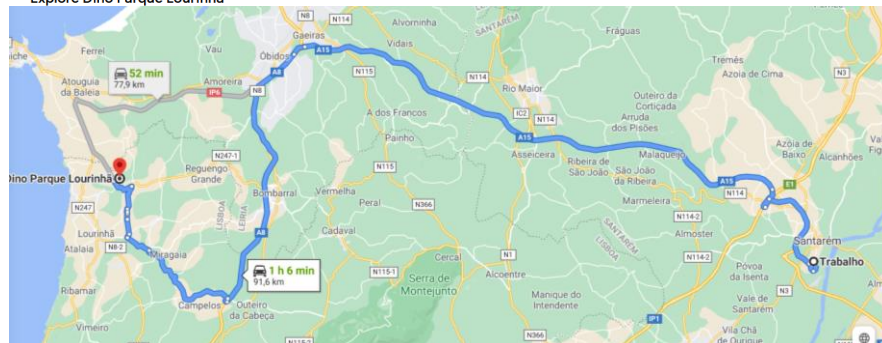 Explore Dino Parque Lourinhã
N8
N114
Alvorninha
SANTARÉM
Fráguas
Ferrel
Vau
Gaeiras
A15
Vidais
Óbidos
A8
Tremês
Azoia de Cima
N3
Atouguia
da Baleia
52 min
77,9 km
Amoreira
IP6
N8
N115
N114
Rio Maior
IC2
N114
Outeiro da
Cortiçada
Arruda
dos Pisões
A dos Francos
Painho
A15
Asseiceira
Malaqueijo
Azóia de
Baixo
Alcanhões
N247-1
Dino Parque Lourinhã
Reguengo
Grande
N115
Ribeira de
São João
São João
da Ribeira
A15
E1
N114
Bombarral
Vermelha
Peral
N366
Marmeleira
N247
LISBOA
LEIRIA
N114-2
Santarém
Lourinhã
N8-2
Atalaia
Miragaia
A8
Cadaval
Cercal
N1
SANTARÉM
LISBOA
Almoster
Trabalho
1 h 6 min
91,6 km
N115-1
Alcoentre
N114-2
Póvoa
da Isenta
Ribamar
Serra de
Montejunto
N3
Campelos
Outeiro
da Cabeça
Manique do
Intendente
Vale de
Santarém
Vimeiro
N115-2
N366
IP1
Vila Chã
de Ourique